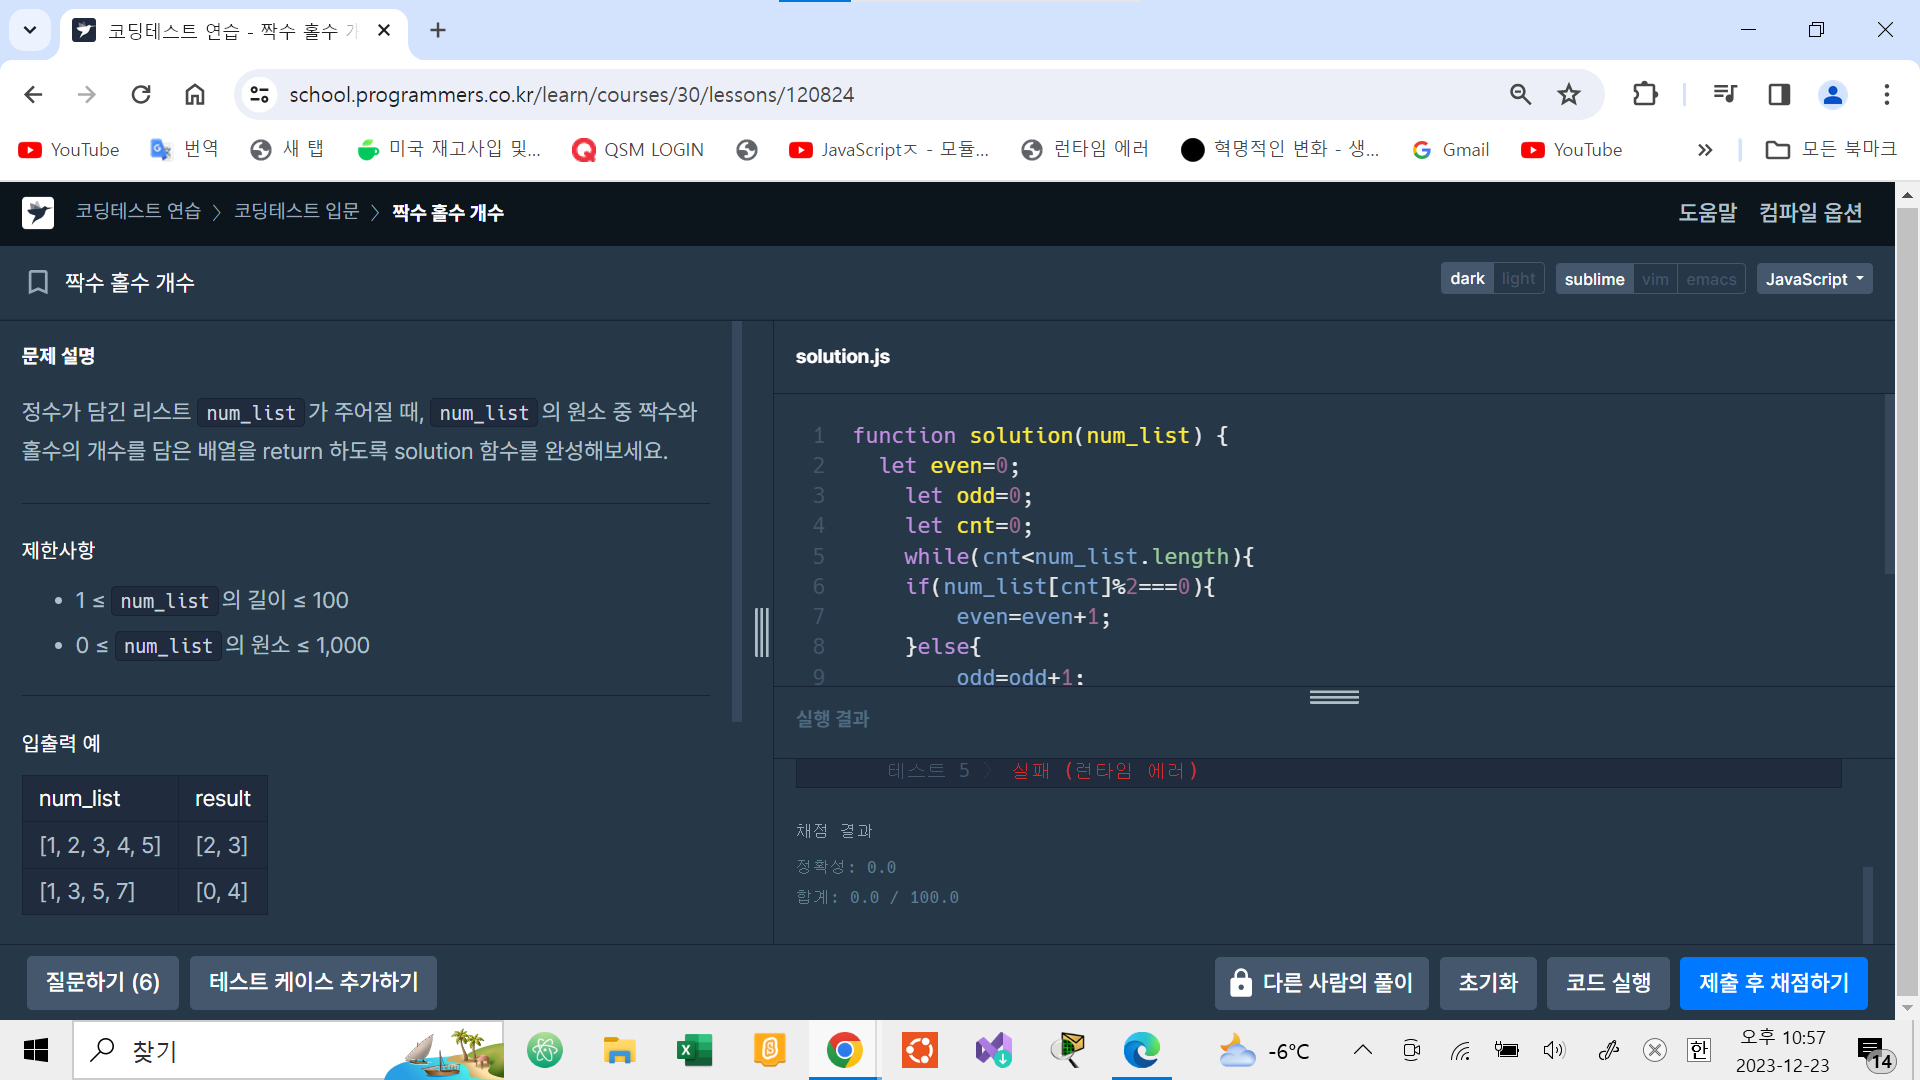 코딩테스트 연습 - 짝수 홀수 개
school.programmers.co.kr/learn/courses/30/lessons/120824
YouTube 번역 새 탭 미국 재고사입 및... QSM LOGIN JavaScriptㅈ - 모듈... 런타임 에러 혁명적인 변화 - 생... Gmail YouTube » 모든 북마크
코딩테스트 연습 > 코딩테스트 입문 > 짝수 홀수 개수 도움말 컴파일 옵션
짝수 홀수 개수 dark light sublime vim emacs JavaScript
문제 설명
정수가 담긴 리스트 num_list 가 주어질 때, num_list 의 원소 중 짝수와
홀수의 개수를 담은 배열을 return 하도록 solution 함수를 완성해보세요.
제한사항
• 1 ≤ num_list 의 길이 ≤ 100
• 0 ≤ num_list 의 원소 ≤ 1,000
입출력 예
num_list result
[1, 2, 3, 4, 5] [2, 3]
[1, 3, 5, 7] [0, 4]
solution.js
1 function solution(num_list) {
2 let even=0;
3 let odd=0;
4 let cnt=0;
5 while(cnt<num_list.length){
6 if(num_list[cnt]%2===0){
7 even=even+1;
8 }else{
9 odd=odd+1;
실행 결과
테스트 5 〉 실패 (런타임 에러)
채점 결과
정확성: 0.0
합계: 0.0 / 100.0
질문하기 (6) 테스트 케이스 추가하기 다른 사람의 풀이 초기화 코드 실행 제출 후 채점하기
찾기 -6°C 한 오후 10:57
2023-12-23 14